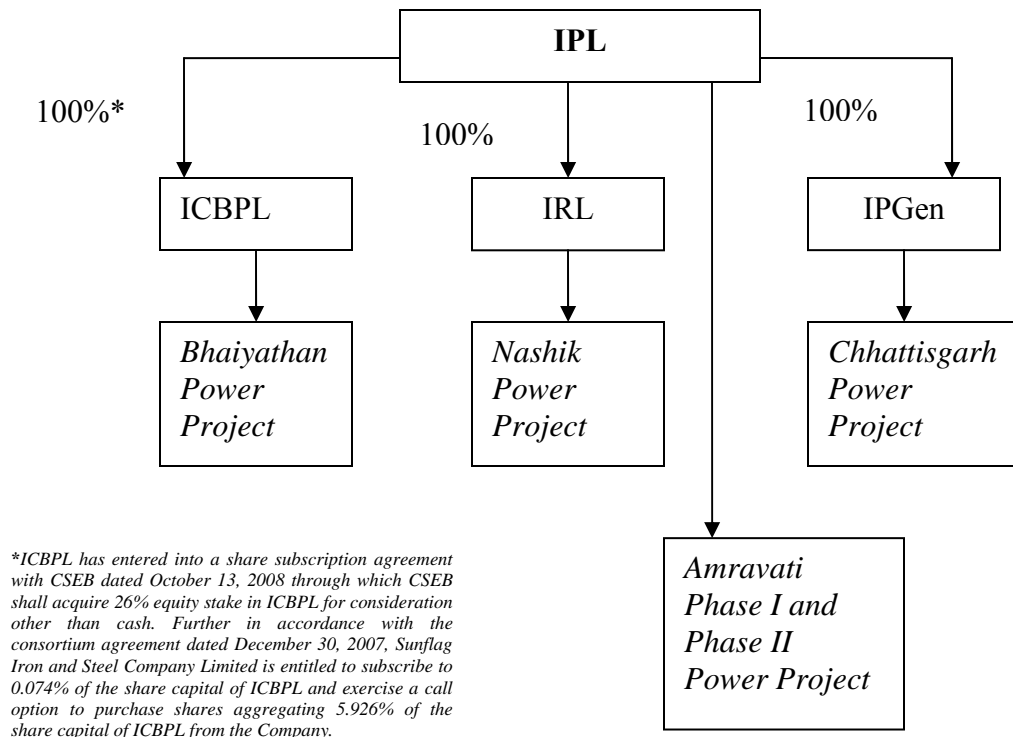 IPL
100%*
100%
100%
ICBPL
IRL
IPGen
Bhaiyathan
Power
Project
Nashik
Power
Project
Chhattisgarh
Power
Project
Amravati
Phase I and
Phase II
Power Project
*ICBPL has entered into a share subscription agreement
with CSEB dated October 13, 2008 through which CSEB
shall acquire 26% equity stake in ICBPL for consideration
other than cash. Further in accordance with the
consortium agreement dated December 30, 2007, Sunflag
Iron and Steel Company Limited is entitled to subscribe to
0.074% of the share capital of ICBPL and exercise a call
option to purchase shares aggregating 5.926% of the
share capital of ICBPL from the Company.